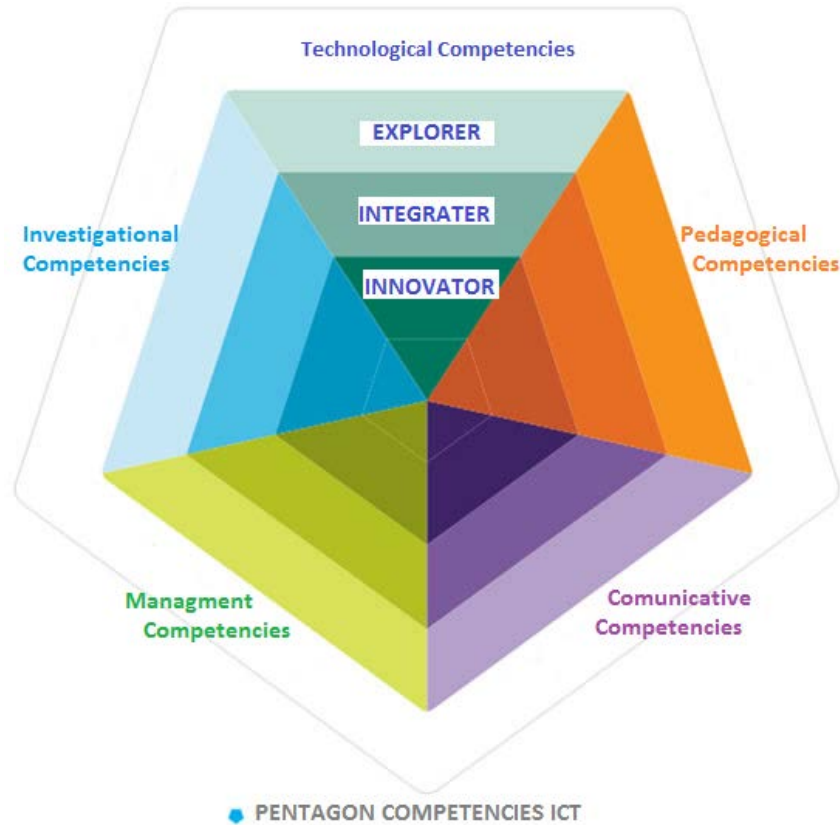 Technological Competencies
EXPLORER
INTEGRATER
INNOVATOR
Investigational
Competencies
Pedagogical
Competencies
Managment
Competencies
Comunicative
Competencies
PENTAGON COMPETENCIES ICT